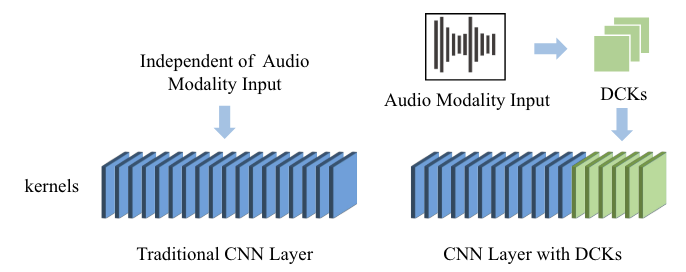 Independent of Audio
Modality Input
Audio Modality Input
DCKs
kernels
Traditional CNN Layer
CNN Layer with DCKs